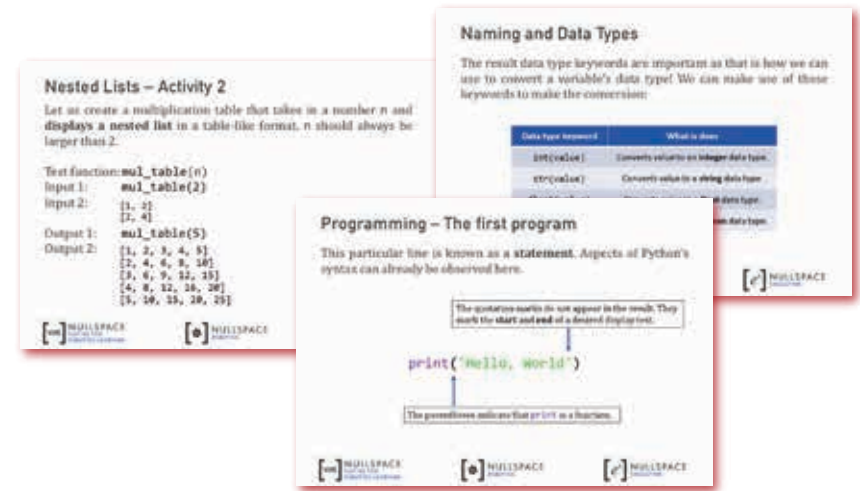 Nested Lists – Activity 2
Let us create a multiplication table that takes in a number n and
displays a nested list in a table-like format. n should always be
larger than 2.
Test function: mul_table(n)
Input 1: mul_table(2)
Input 2: [1, 2]
[2, 4]
Output 1: mul_table(5)
Output 2: [1, 2, 3, 4, 5]
[2, 4, 6, 8, 10]
[3, 6, 9, 12, 15]
[4, 8, 12, 16, 20]
[5, 10, 15, 20, 25]
NULLSPACE
NULLSPACE
ROBOTICS
Naming and Data Types
The result data type keywords are important as that is how we can
use to convert a variable's data type! We can make use of these
keywords to make the conversion:
Data type keyword What is does
int(value) Converts value to an integer data type.
str(value) Converts value to a string data type.
data type.
data type.
NULLSPACE
EDUCATION
Programming – The first program
This particular line is known as a statement. Aspects of Python's
syntax can already be observed here.
The quotation marks do not appear in the result. They
mark the start and end of a desired display text.
print("Hello, World")
The parentheses indicate that print is a function.
NULLSPACE
NULLSPACE
ROBOTICS
NULLSPACE
EDUCATION